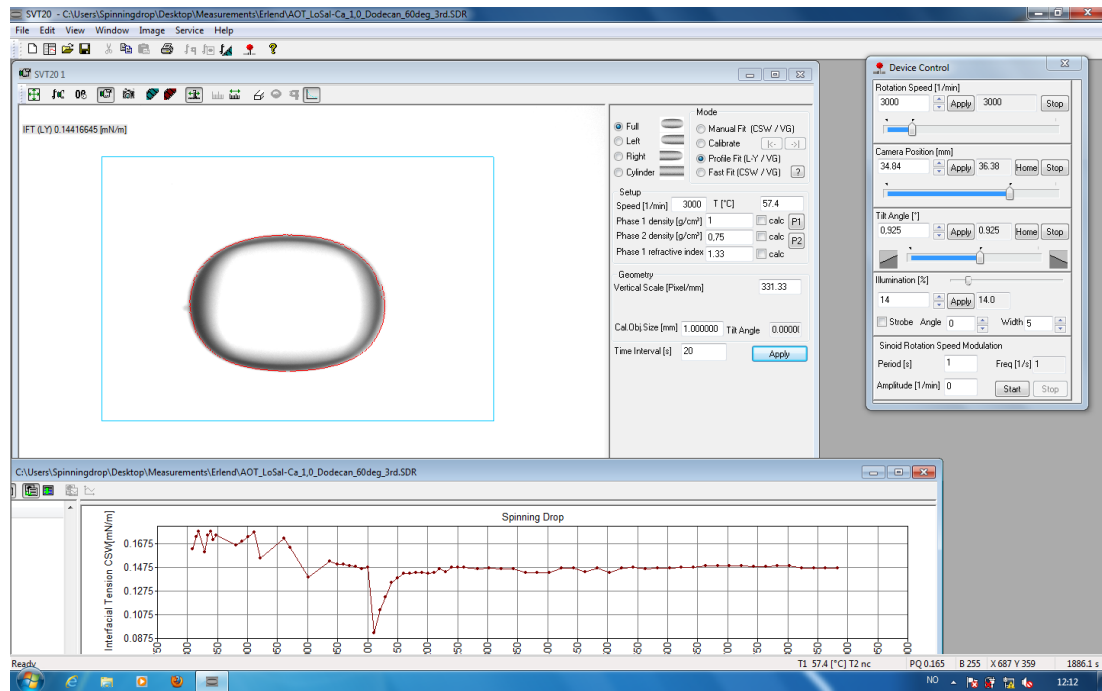 SVT20 - C:\Users\Spinningdrop\Desktop\Measurements\Erlend\AOT_LoSal-Ca_1,0_Dodecan_60deg_3rd.SDR
File Edit View Window Image Service Help
SVT20 1
IFT (LY) 0.14416645 [mN/m]
Full
Left
Right
Cylinder
Mode
Manual Fit (CSW / VG)
Calibrate |<- ->|
Profile Fit (L-Y / VG)
Fast Fit (CSW / VG) ?
Setup
Speed [1/min] 3000 T [°C] 57.4
Phase 1 density [g/cm³] 1 calc P1
Phase 2 density [g/cm³] 0,75 calc P2
Phase 1 refractive index 1.33 calc
Geometry
Vertical Scale [Pixel/mm] 331.33
Cal.Obj.Size [mm] 1.000000 Tilt Angle 0.0000
Time Interval [s] 20 Apply
Device Control
Rotation Speed [1/min]
3000 Apply 3000 Stop
Camera Position [mm]
34.84 Apply 36.38 Home Stop
Tilt Angle [°]
0.925 Apply 0.925 Home Stop
Illumination [%]
14 Apply 14.0
Strobe Angle 0 Width 5
Sinoid Rotation Speed Modulation
Period [s] 1 Freq [1/s] 1
Amplitude [1/min] 0 Start Stop
C:\Users\Spinningdrop\Desktop\Measurements\Erlend\AOT_LoSal-Ca_1,0_Dodecan_60deg_3rd.SDR
Spinning Drop
Interfacial Tension CSW[mN/m]
0.1675
0.1475
0.1275
0.1075
0.0875
Ready
T1 57.4 [°C] T2 nc PQ 0.165 B 255 X 687 Y 359 1886.1 s
NO 12:12